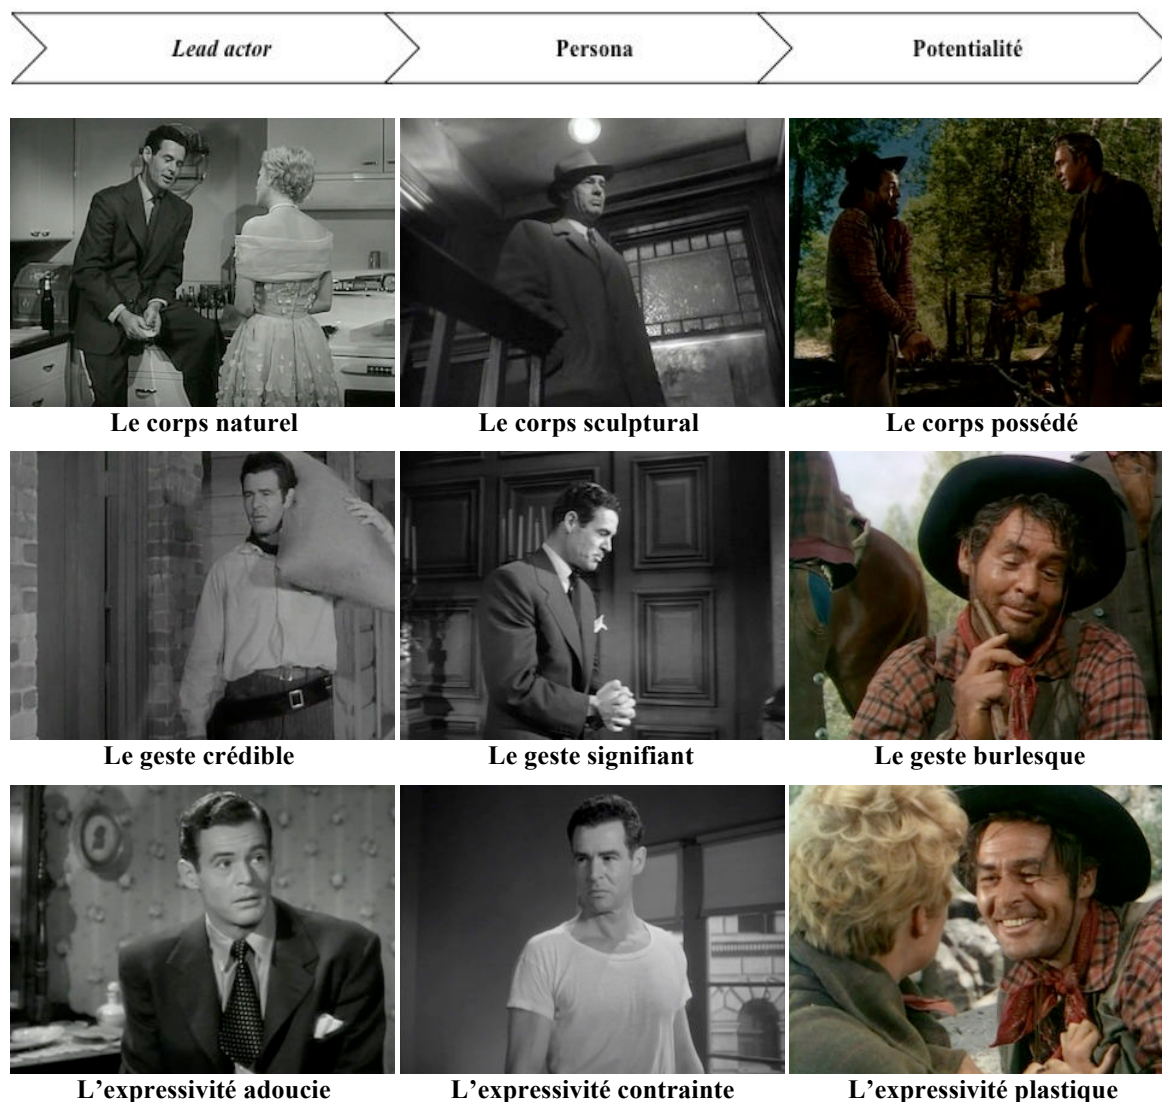 Lead actor Persona Potentialité
Le corps naturel Le corps sculptural Le corps possédé
Le geste crédible Le geste signifiant Le geste burlesque
L’expressivité adoucie L’expressivité contrainte L’expressivité plastique